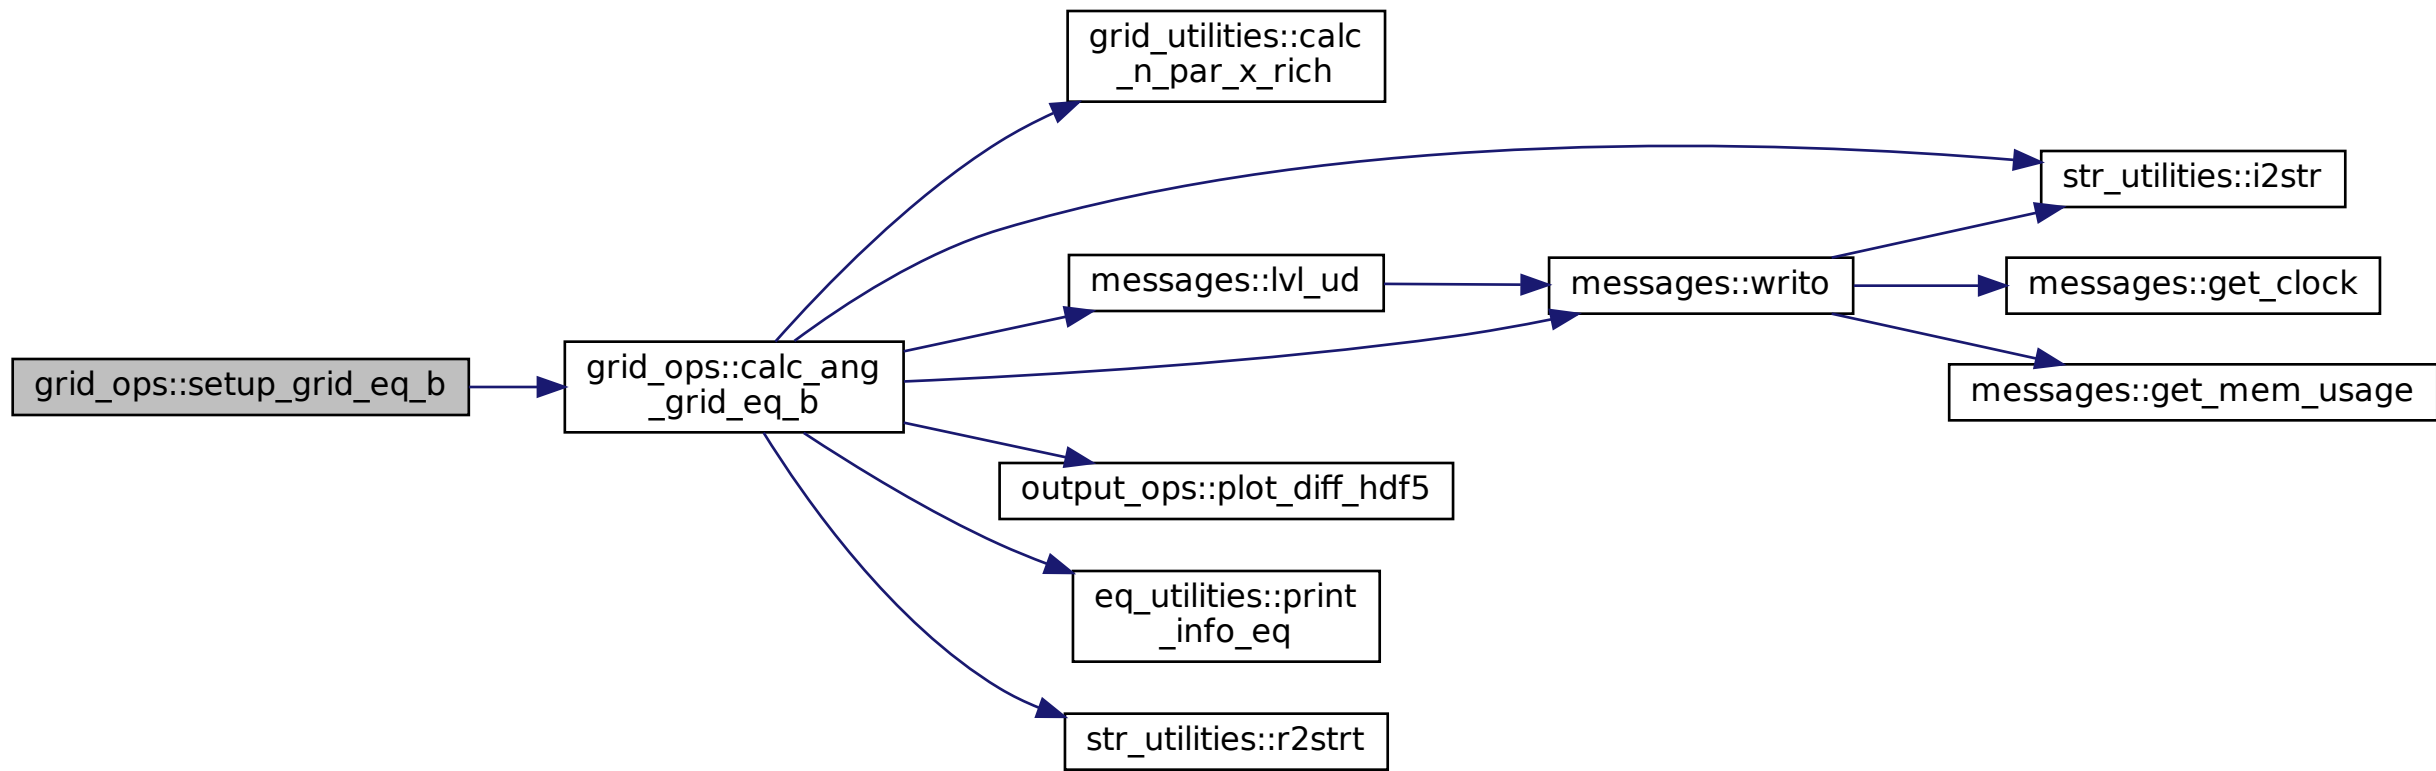 grid_utilities::calc
_n_par_x_rich
str_utilities::i2str
messages::lvl_ud
messages::writo
messages::get_clock
grid_ops::setup_grid_eq_b
grid_ops::calc_ang
_grid_eq_b
messages::get_mem_usage
output_ops::plot_diff_hdf5
eq_utilities::print
_info_eq
str_utilities::r2strt